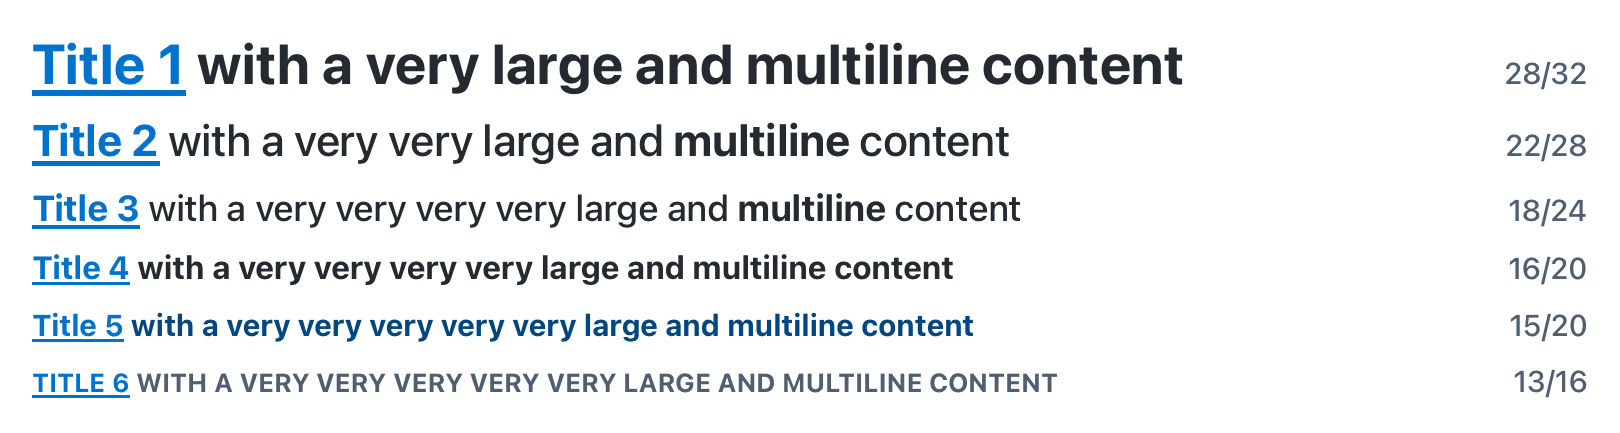 Title 1 with a very large and multiline content 28/32
Title 2 with a very very large and multiline content 22/28
Title 3 with a very very very very large and multiline content 18/24
Title 4 with a very very very very large and multiline content 16/20
Title 5 with a very very very very very large and multiline content 15/20
TITLE 6 WITH A VERY VERY VERY VERY VERY LARGE AND MULTILINE CONTENT 13/16